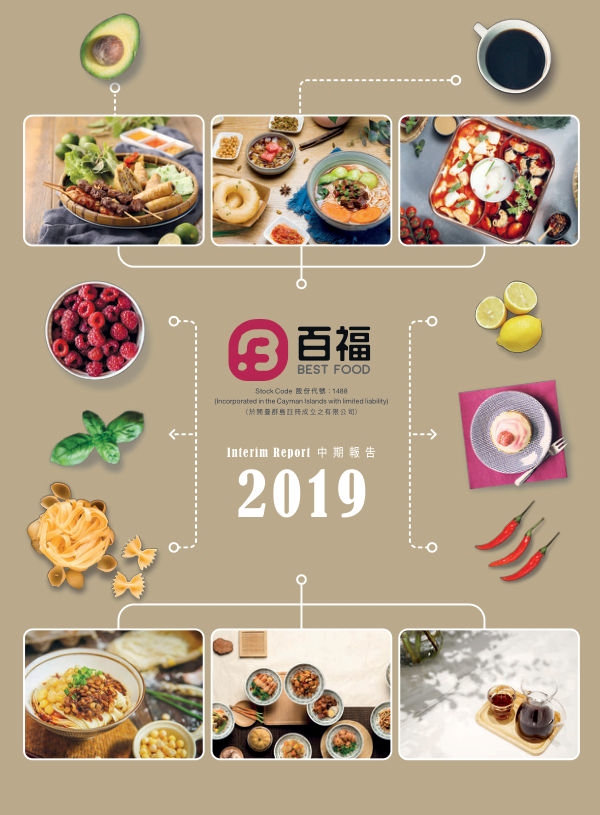 百福
BEST FOOD
Stock Code 股份代號：1488
(Incorporated in the Cayman Islands with limited liability)
（於開曼群島註冊成立之有限公司）
Interim Report 中期報告
2019